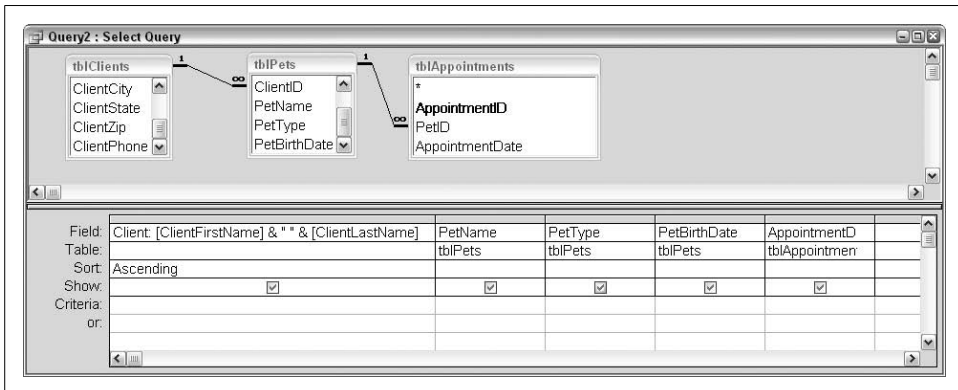 Query2 : Select Query
tblClients
1
tblPets
1
tblAppointments
ClientCity
ClientState
ClientZip
ClientPhone
∞
ClientID
PetName
PetType
PetBirthDate
∞
*
AppointmentID
PetID
AppointmentDate
Field: Client: [ClientFirstName] & " " & [ClientLastName] PetName PetType PetBirthDate AppointmentD
Table: tblPets tblPets tblPets tblAppointmen
Sort: Ascending
Show:
Criteria:
or: